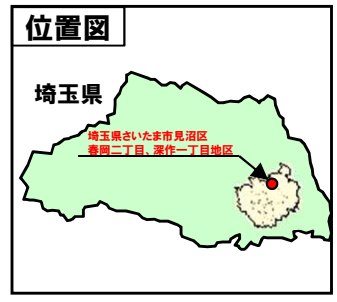 位置図
埼玉県
埼玉県さいたま市見沼区
春岡二丁目、深作一丁目地区